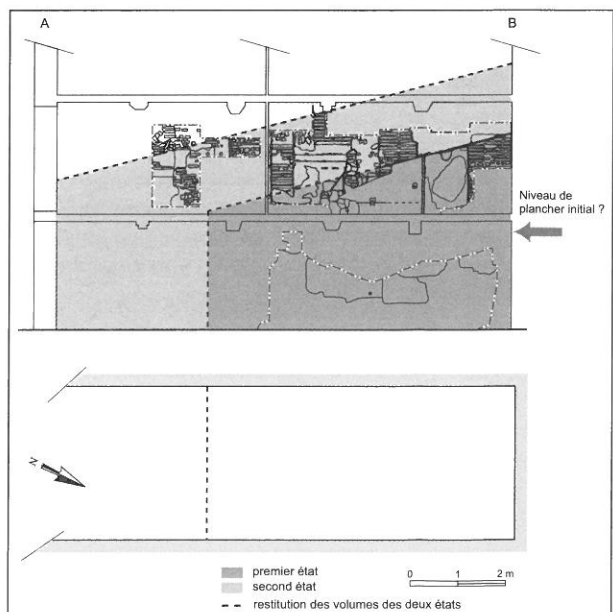 A
B
Niveau de
plancher initial ?
N
premier état
second état
0 1 2 m
restitution des volumes des deux états